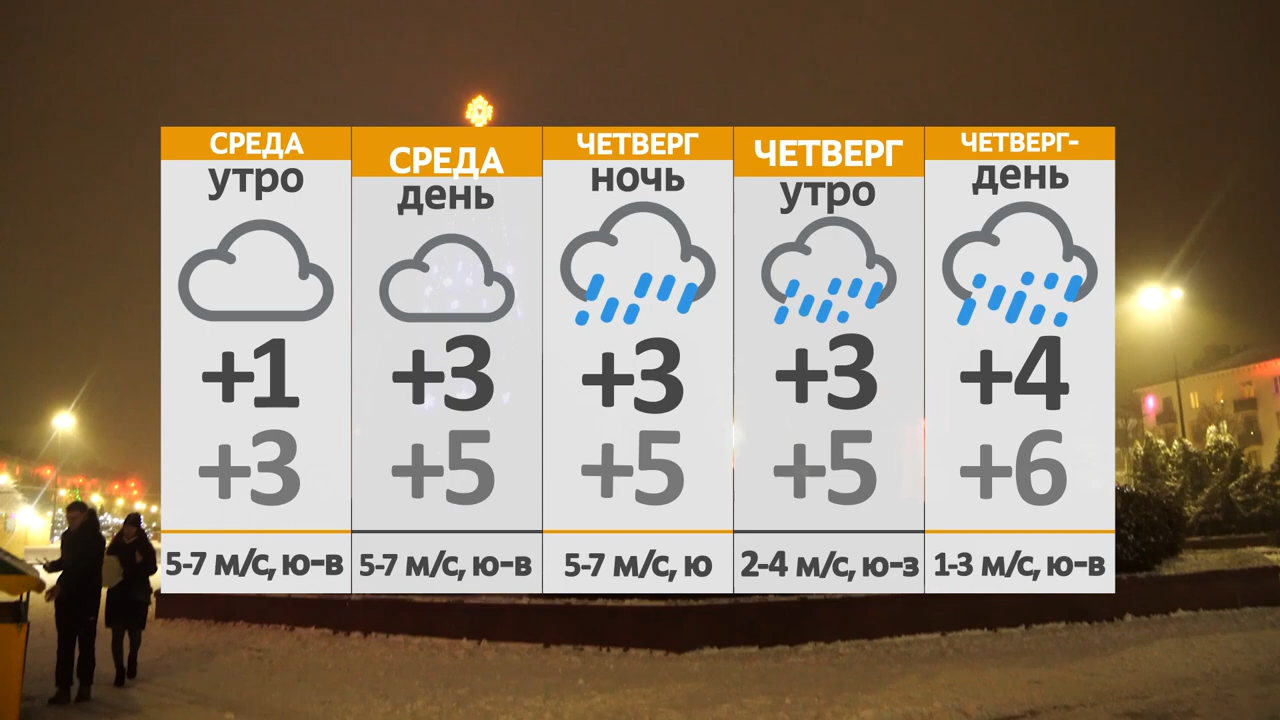 СРЕДА
утро
+1
+3
5-7 м/с, ю-в
СРЕДА
день
+3
+5
5-7 м/с, ю-в
ЧЕТВЕРГ
ночь
+3
+5
5-7 м/с, ю
ЧЕТВЕРГ
утро
+3
+5
2-4 м/с, ю-з
ЧЕТВЕРГ-
день
+4
+6
1-3 м/с, ю-в